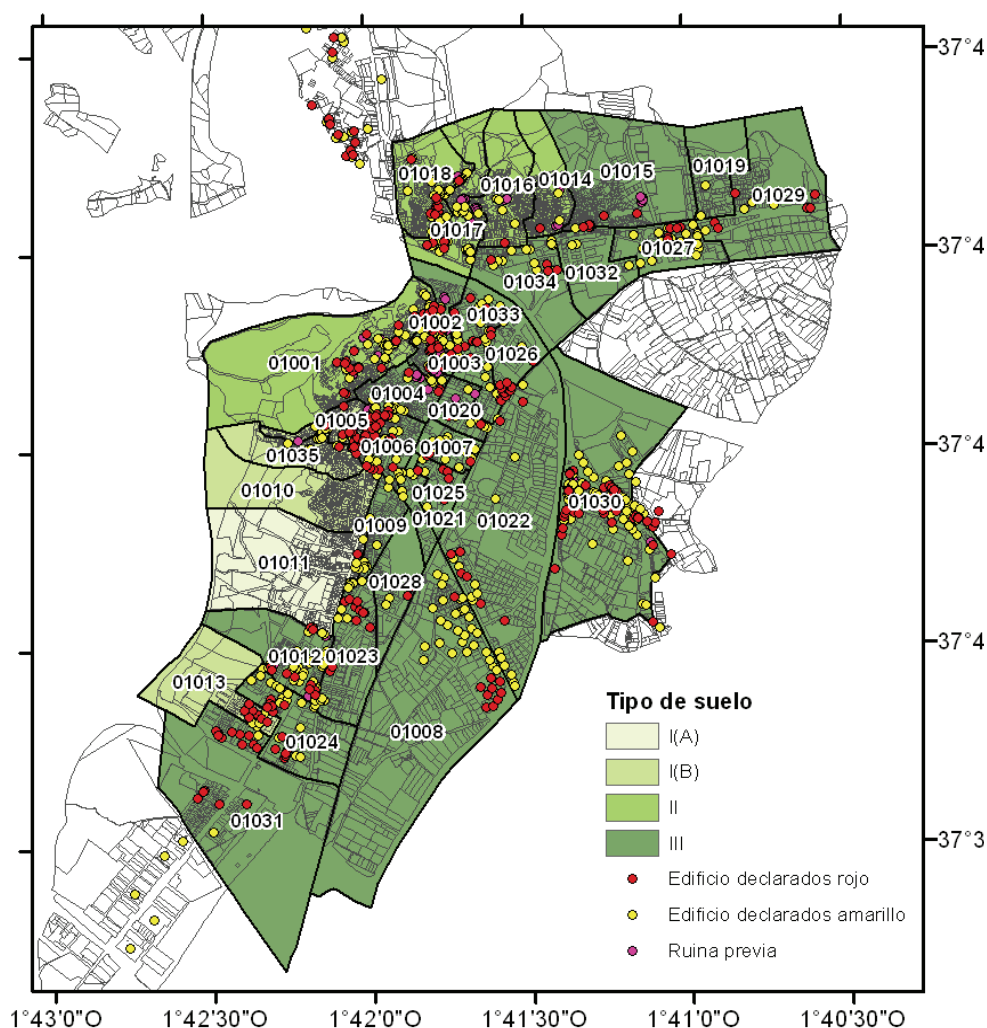 37°4
01015
01019
01018
01016
01014
01029
01017
01027
37°4
01034
01032
01033
01002
01026
01001
01003
01004
01020
01005
01006
01007
37°4
01035
01010
01025
01030
01009
01021
01022
01011
01028
37°4
01012
01023
01013
Tipo de suelo
01008
I(A)
01024
I(B)
II
01031
III
37°3
Edificio declarados rojo
Edificio declarados amarillo
Ruina previa
1°43'0"O
1°42'30"O
1°42'0"O
1°41'30"O
1°41'0"O
1°40'30"O